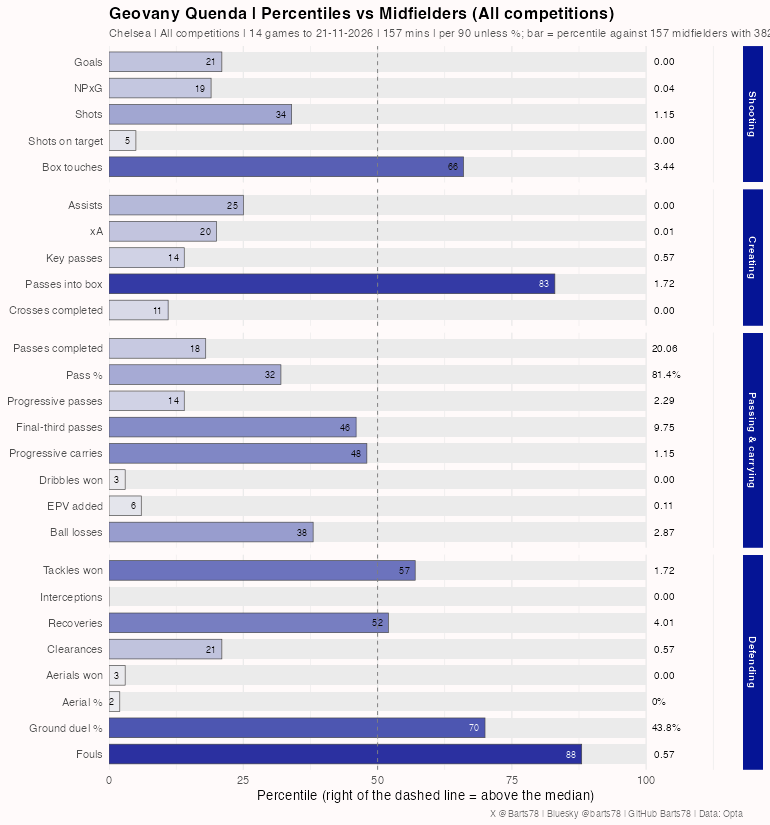 Geovany Quenda | Percentiles vs Midfielders (All competitions)
Chelsea | All competitions | 14 games to 21-11-2026 | 157 mins | per 90 unless %; bar = percentile against 157 midfielders with 382
Goals 21 0.00
NPxG 19 0.04
Shots 34 1.15
Shots on target 5 0.00
Box touches 66 3.44
Shooting
Assists 25 0.00
xA 20 0.01
Key passes 14 0.57
Passes into box 83 1.72
Crosses completed 11 0.00
Creating
Passes completed 18 20.06
Pass % 32 81.4%
Progressive passes 14 2.29
Final-third passes 46 9.75
Progressive carries 48 1.15
Dribbles won 3 0.00
EPV added 6 0.11
Ball losses 38 2.87
Passing & carrying
Tackles won 57 1.72
Interceptions 0.00
Recoveries 52 4.01
Clearances 21 0.57
Aerials won 3 0.00
Aerial % 2 0%
Ground duel % 70 43.8%
Fouls 88 0.57
Defending
0 25 50 75 100
Percentile (right of the dashed line = above the median)
X @Barts78 | Bluesky @barts78 | GitHub Barts78 | Data: Opta